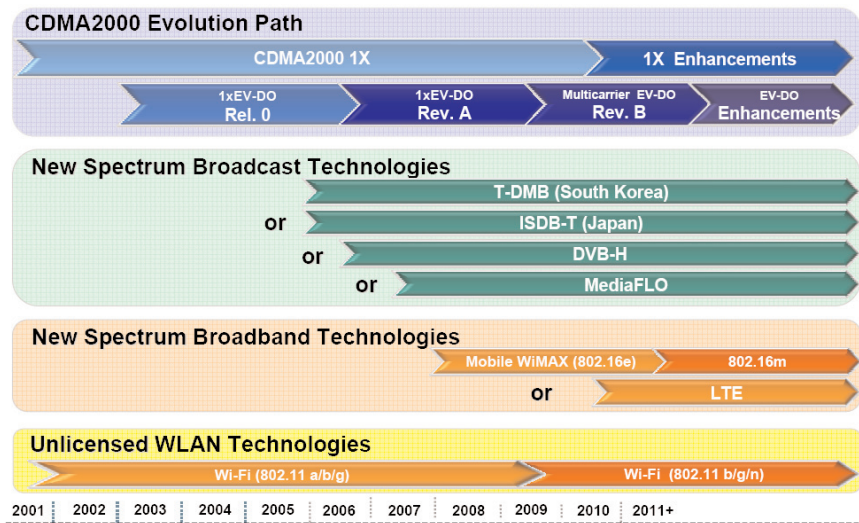 CDMA2000 Evolution Path
CDMA2000 1X
1X Enhancements
1xEV-DO
Rel. 0
1xEV-DO
Rev. A
Multicarrier EV-DO
Rev. B
EV-DO
Enhancements
New Spectrum Broadcast Technologies
T-DMB (South Korea)
or
ISDB-T (Japan)
or
DVB-H
or
MediaFLO
New Spectrum Broadband Technologies
Mobile WiMAX (802.16e)
802.16m
or
LTE
Unlicensed WLAN Technologies
Wi-Fi (802.11 a/b/g)
Wi-Fi (802.11 b/g/n)
2001 2002 2003 2004 2005 2006 2007 2008 2009 2010 2011+